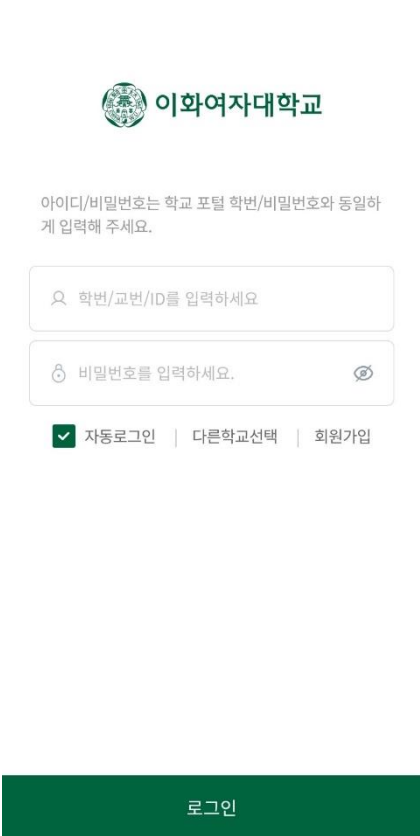 이화여자대학교
아이디/비밀번호는 학교 포털 학번/비밀번호와 동일하
게 입력해 주세요.
학번/교번/ID를 입력하세요
비밀번호를 입력하세요.
자동로그인 | 다른학교선택 | 회원가입
로그인